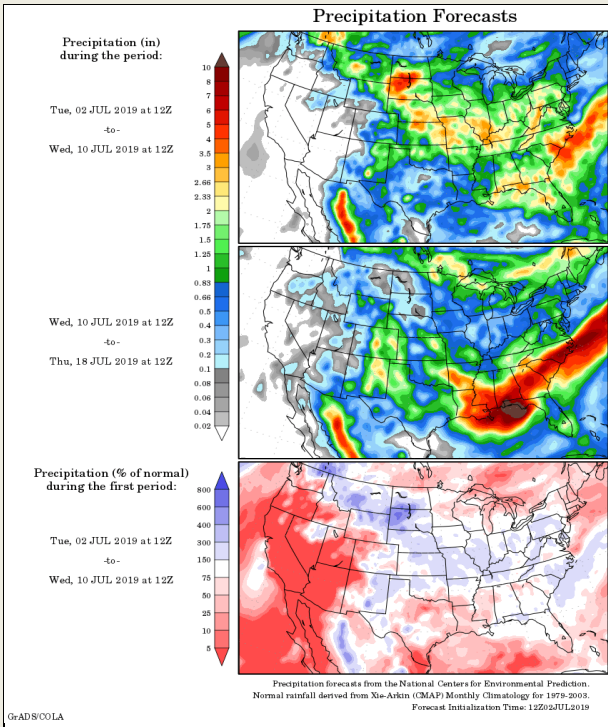 Precipitation Forecasts
Precipitation (in)
during the period:
Tue, 02 JUL 2019 at 12Z
-to-
Wed, 10 JUL 2019 at 12Z
10
8
7
6
5
4
3.5
3
2.66
2.33
2
1.75
1.5
1.25
1
0.83
0.66
0.5
0.4
0.3
0.2
0.1
0.08
0.06
0.04
0.02
Wed, 10 JUL 2019 at 12Z
-to-
Thu, 18 JUL 2019 at 12Z
Precipitation (% of normal)
during the first period:
Tue, 02 JUL 2019 at 12Z
-to-
Wed, 10 JUL 2019 at 12Z
800
600
400
300
150
75
50
25
10
5
Precipitation forecasts from the National Centers for Environmental Prediction.
Normal rainfall derived from Xie-Arkin (CMAP) Monthly Climatology for 1979-2003.
Forecast Initialization Time: 12Z02JUL2019
GrADS/COLA